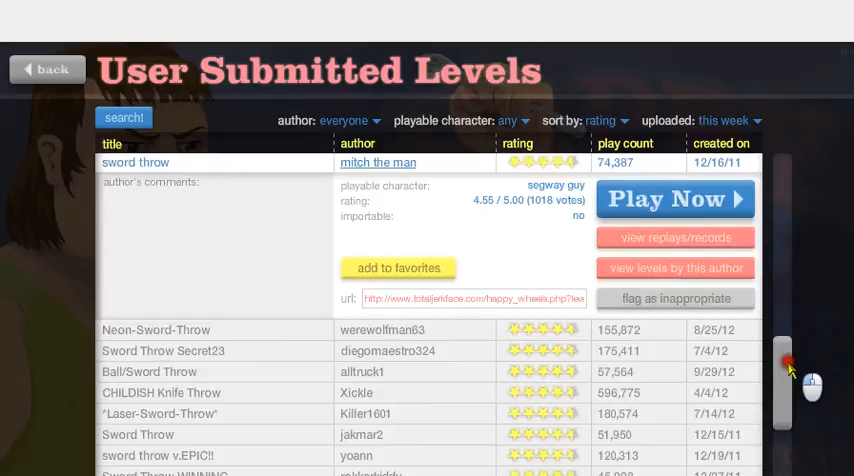 back
User Submitted Levels
search!
author: everyone playable character: any sort by: rating uploaded: this week
title author rating play count created on
sword throw mitch the man 74,387 12/16/11
author's comments:
playable character: segway guy
rating: 4.55 / 5.00 (1018 votes)
importable: no
Play Now
view replays/records
add to favorites
view levels by this author
url: http://www.totaljerkface.com/happy_wheels.php?leve
flag as inappropriate
Neon-Sword-Throw werewolfman63 155,872 8/25/12
Sword Throw Secret23 diegomaestro324 175,411 7/4/12
Ball/Sword Throw alltruck1 57,564 9/29/12
CHILDISH Knife Throw Xickle 596,775 4/4/12
*Laser-Sword-Throw* Killer1601 180,574 7/14/12
Sword Throw jakmar2 51,950 12/15/11
sword throw v.EPIC!! yoann 120,313 12/19/11
Sword Throw WINNING